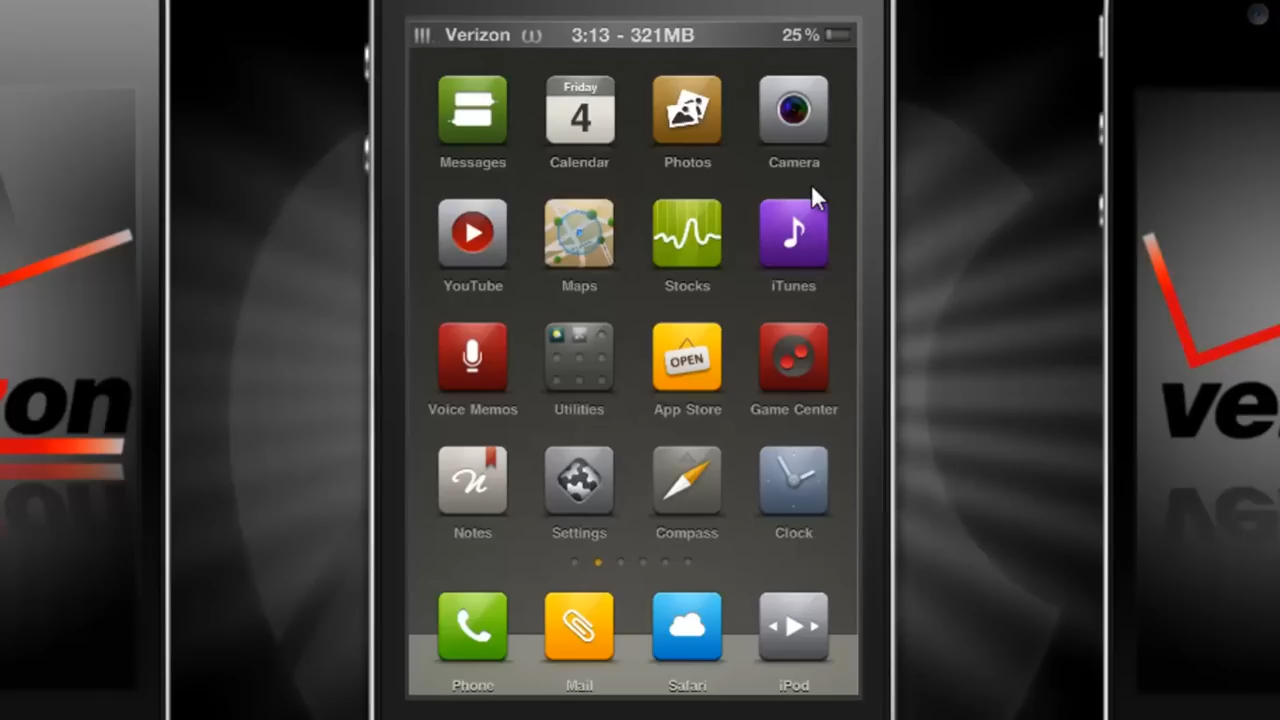 Verizon 3:13 - 321MB 25%
Friday
4
Messages Calendar Photos Camera
YouTube Maps Stocks iTunes
OPEN
Voice Memos Utilities App Store Game Center
n
Notes Settings Compass Clock
Phone Mail Safari iPod
zon
ve